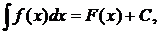 ∫f(x)dx = F(x) + C,